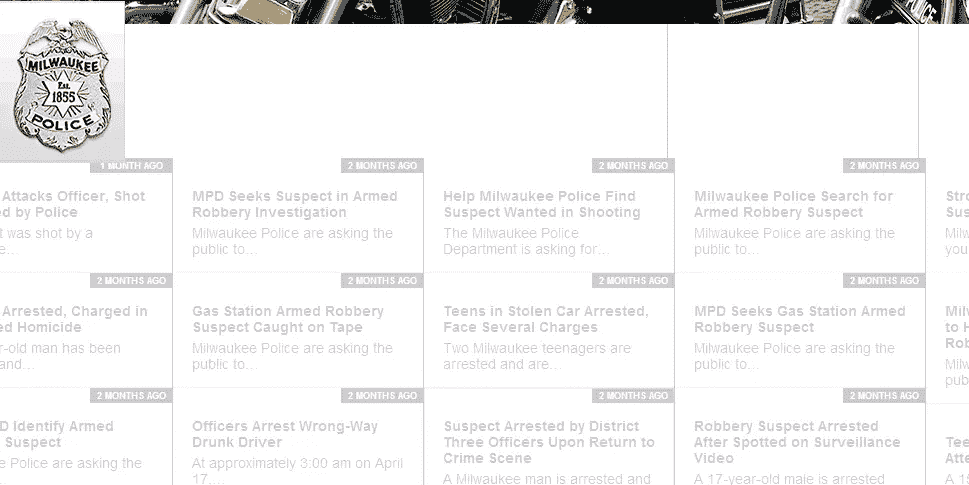 POLICE
MILWAUKEE
Est.
1855
POLICE
1 MONTH AGO
Attacks Officer, Shot
ed by Police
t was shot by a
e...
2 MONTHS AGO
MPD Seeks Suspect in Armed
Robbery Investigation
Milwaukee Police are asking the
public to...
2 MONTHS AGO
Help Milwaukee Police Find
Suspect Wanted in Shooting
The Milwaukee Police
Department is asking for...
2 MONTHS AGO
Milwaukee Police Search for
Armed Robbery Suspect
Milwaukee Police are asking the
public to...
Stro
Sus
Milw
you
2 MONTHS AGO
Arrested, Charged in
ed Homicide
r-old man has been
and...
2 MONTHS AGO
Gas Station Armed Robbery
Suspect Caught on Tape
Milwaukee Police are asking the
public to...
2 MONTHS AGO
Teens in Stolen Car Arrested,
Face Several Charges
Two Milwaukee teenagers are
arrested and are...
2 MONTHS AGO
MPD Seeks Gas Station Armed
Robbery Suspect
Milwaukee Police are asking the
public to...
Milw
to H
Rob
Milw
pub
2 MONTHS AGO
D Identify Armed
Suspect
e Police are asking the
2 MONTHS AGO
Officers Arrest Wrong-Way
Drunk Driver
At approximately 3:00 am on April
17,...
2 MONTHS AGO
Suspect Arrested by District
Three Officers Upon Return to
Crime Scene
A Milwaukee man is arrested and
2 MONTHS AGO
Robbery Suspect Arrested
After Spotted on Surveillance
Video
A 17-year-old male is arrested
Tee
Atte
A 15